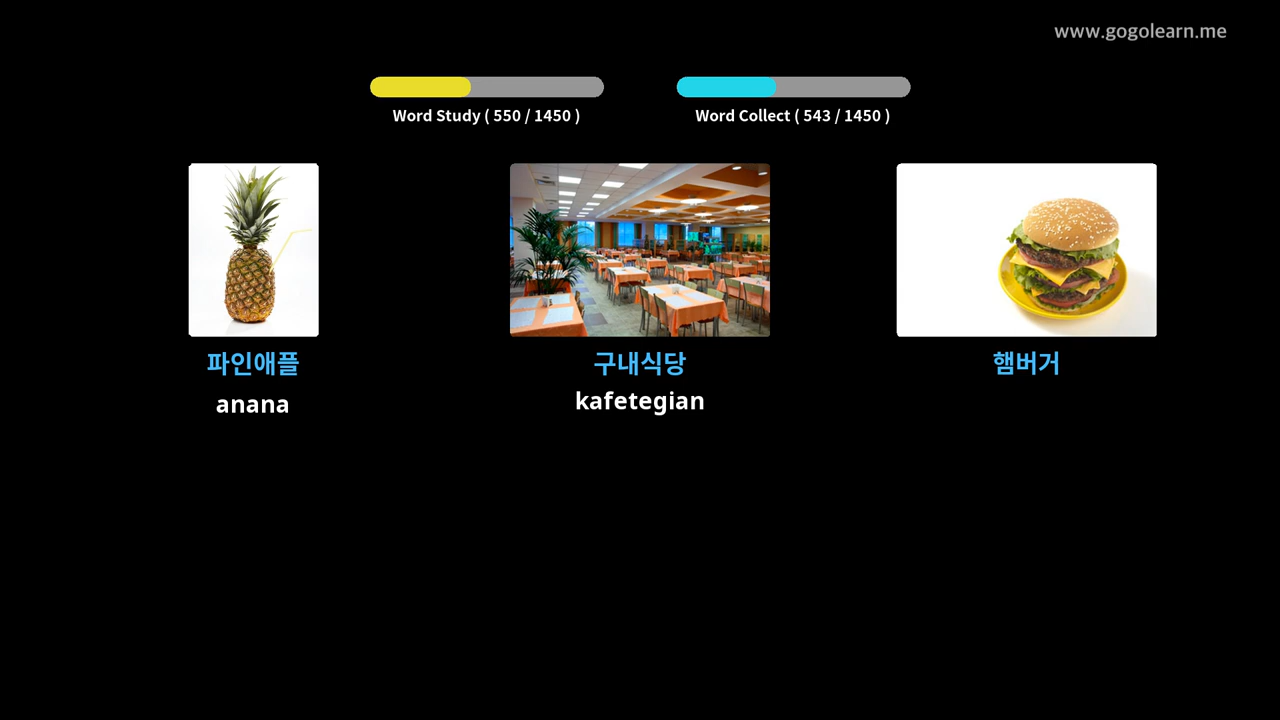 www.gogolearn.me
Word Study ( 550 / 1450 )
Word Collect ( 543 / 1450 )
파인애플
구내식당
햄버거
anana
kafetegian